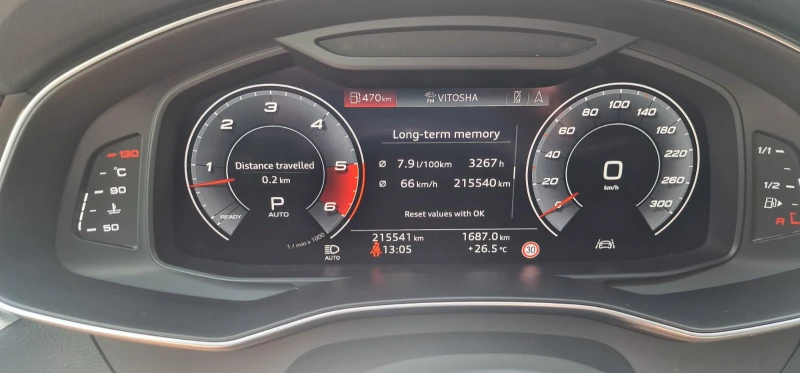 470km
FM VITOSHA
130
°C
90
50
1
2
3
4
5
6
READY
Distance travelled
0.2 km
P
AUTO
1 / min x 1000
Long-term memory
Ø 7.9 l/100km 3267 h
Ø 66 km/h 215540 km
Reset values with OK
215541 km 1687.0 km
13:05 +26.5 °C
AUTO
30
0
20
40
60
80
100
140
180
220
260
300
0
km/h
1/1
1/2
R